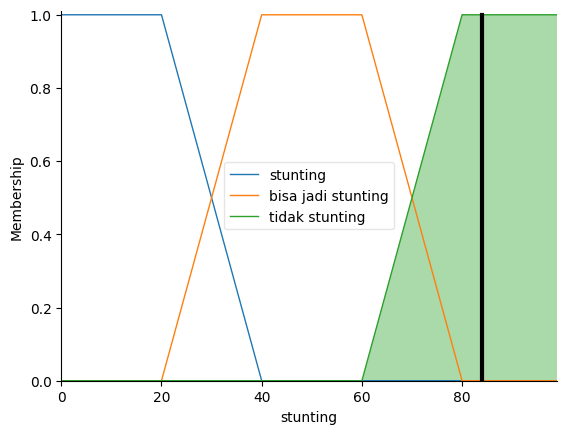 1.0
0.8
0.6
0.4
0.2
0.0
Membership
stunting
bisa jadi stunting
tidak stunting
0 20 40 60 80
stunting